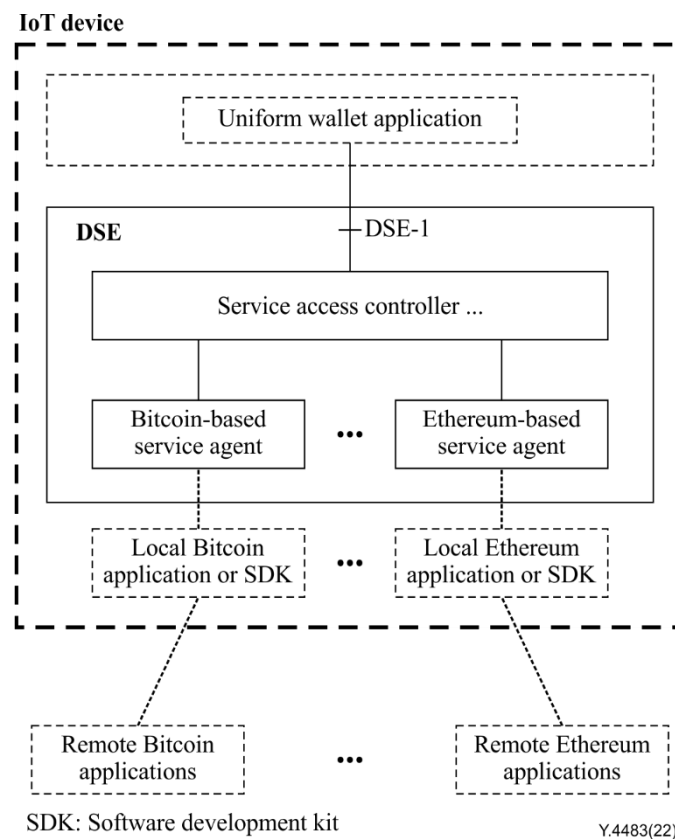 IoT device
Uniform wallet application
DSE
DSE-1
Service access controller ...
Bitcoin-based
service agent
...
Ethereum-based
service agent
Local Bitcoin
application or SDK
...
Local Ethereum
application or SDK
Remote Bitcoin
applications
...
Remote Ethereum
applications
SDK: Software development kit
Y.4483(22)